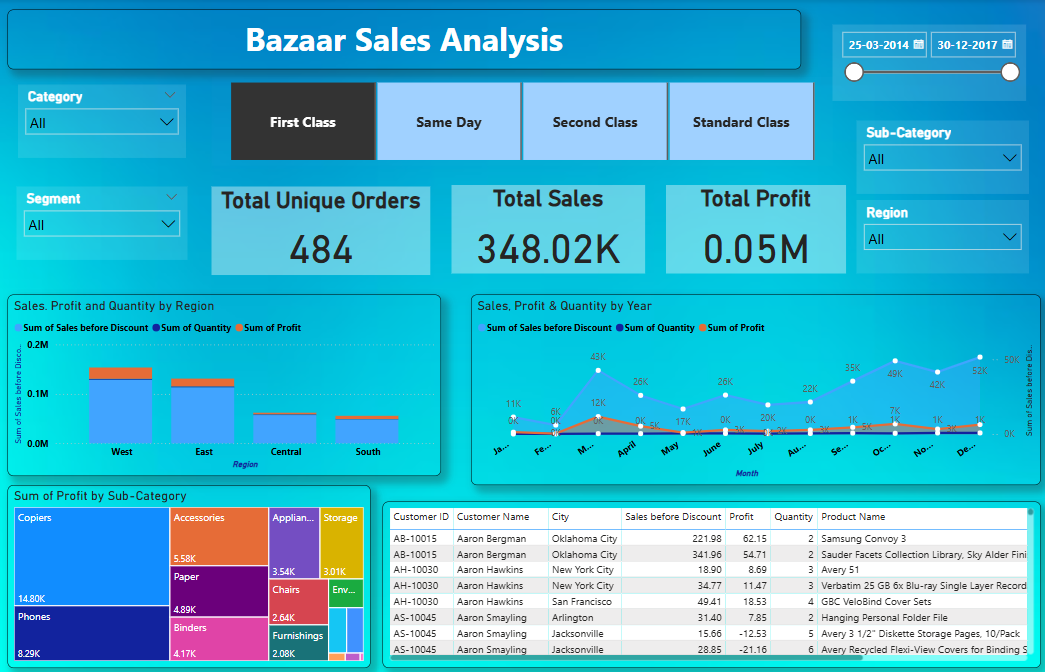 Bazaar Sales Analysis
25-03-2014
30-12-2017
Category
All
First Class
Same Day
Second Class
Standard Class
Sub-Category
All
Segment
All
Total Unique Orders
484
Total Sales
348.02K
Total Profit
0.05M
Region
All
Sales, Profit and Quantity by Region
Sum of Sales before Discount Sum of Quantity Sum of Profit
Sum of Sales before Disco...
0.2M
0.1M
0.0M
West East Central South
Region
Sales, Profit & Quantity by Year
Sum of Sales before Discount Sum of Quantity Sum of Profit
11K 6K 43K 26K 17K 26K 20K 22K 35K 49K 42K 52K
0K 0K 12K 5K 0K 3K 0K 2K 0K 3K 1K 5K 7K 1K 1K 3K 1K
50K
0K
Sum of Sales before Dis...
Ja... Fe... M... April May June July Au... Se... Oc... No... De...
Month
Sum of Profit by Sub-Category
Copiers
14.80K
Phones
8.29K
Accessories
5.58K
Paper
4.89K
Binders
4.17K
Applian...
3.54K
Storage
3.01K
Chairs
2.64K
Env...
Furnishings
2.08K
Customer ID Customer Name City Sales before Discount Profit Quantity Product Name
AB-10015 Aaron Bergman Oklahoma City 221.98 62.15 2 Samsung Convoy 3
AB-10015 Aaron Bergman Oklahoma City 341.96 54.71 2 Sauder Facets Collection Library, Sky Alder Fini
AH-10030 Aaron Hawkins New York City 18.90 8.69 3 Avery 51
AH-10030 Aaron Hawkins New York City 34.77 11.47 3 Verbatim 25 GB 6x Blu-ray Single Layer Record
AH-10030 Aaron Hawkins San Francisco 49.41 18.53 4 GBC VeloBind Cover Sets
AS-10045 Aaron Smayling Arlington 31.40 7.85 2 Hanging Personal Folder File
AS-10045 Aaron Smayling Jacksonville 15.66 -12.53 5 Avery 3 1/2" Diskette Storage Pages, 10/Pack
AS-10045 Aaron Smayling Jacksonville 28.85 -21.16 6 Avery Recycled Flexi-View Covers for Binding S